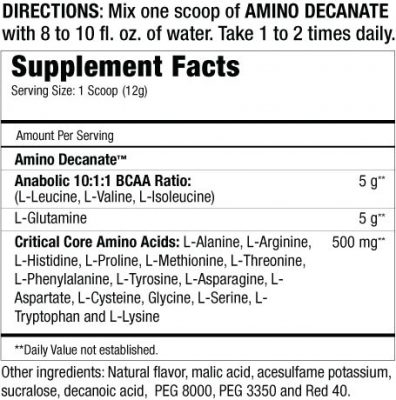 DIRECTIONS: Mix one scoop of AMINO DECANATE
with 8 to 10 fl. oz. of water. Take 1 to 2 times daily.
Supplement Facts
Serving Size: 1 Scoop (12g)
Amount Per Serving
Amino Decanate™
Anabolic 10:1:1 BCAA Ratio: 5 g**
(L-Leucine, L-Valine, L-Isoleucine)
L-Glutamine 5 g**
Critical Core Amino Acids: L-Alanine, L-Arginine, 500 mg**
L-Histidine, L-Proline, L-Methionine, L-Threonine,
L-Phenylalanine, L-Tyrosine, L-Asparagine, L-
Aspartate, L-Cysteine, Glycine, L-Serine, L-
Tryptophan and L-Lysine
**Daily Value not established.
Other ingredients: Natural flavor, malic acid, acesulfame potassium,
sucralose, decanoic acid, PEG 8000, PEG 3350 and Red 40.